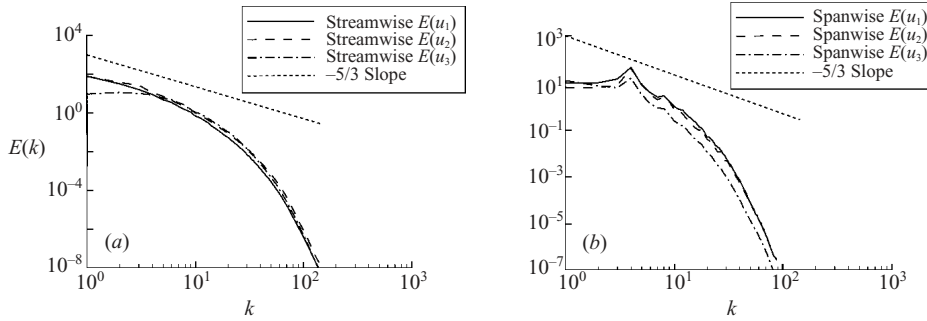 Streamwise E(u1)
Streamwise E(u2)
Streamwise E(u3)
–5/3 Slope
10^4
10^0
10^–4
10^–8
E(k)
(a)
10^0
10^1
10^2
10^3
k
Spanwise E(u1)
Spanwise E(u2)
Spanwise E(u3)
–5/3 Slope
10^3
10^1
10^–1
10^–3
10^–5
10^–7
(b)
10^0
10^1
10^2
10^3
k